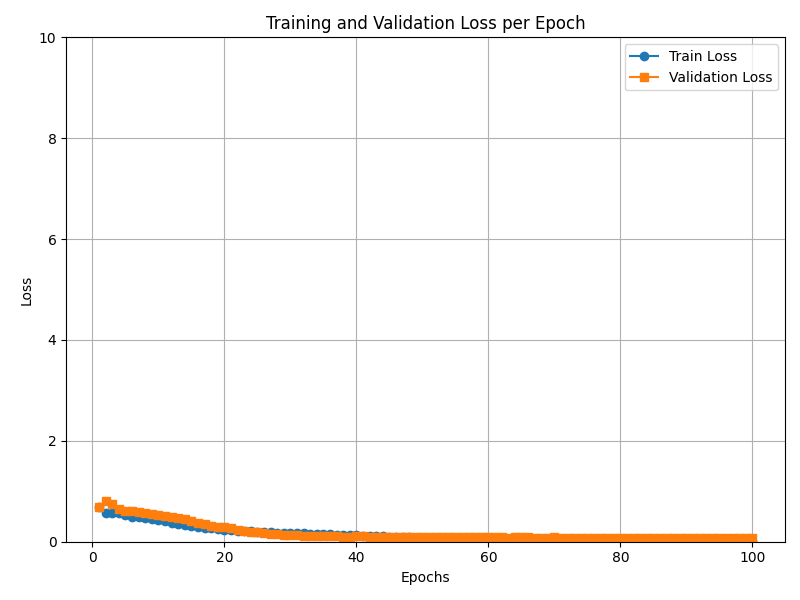 Training and Validation Loss per Epoch
10
8
6
4
2
0
Loss
Train Loss
Validation Loss
0 20 40 60 80 100
Epochs